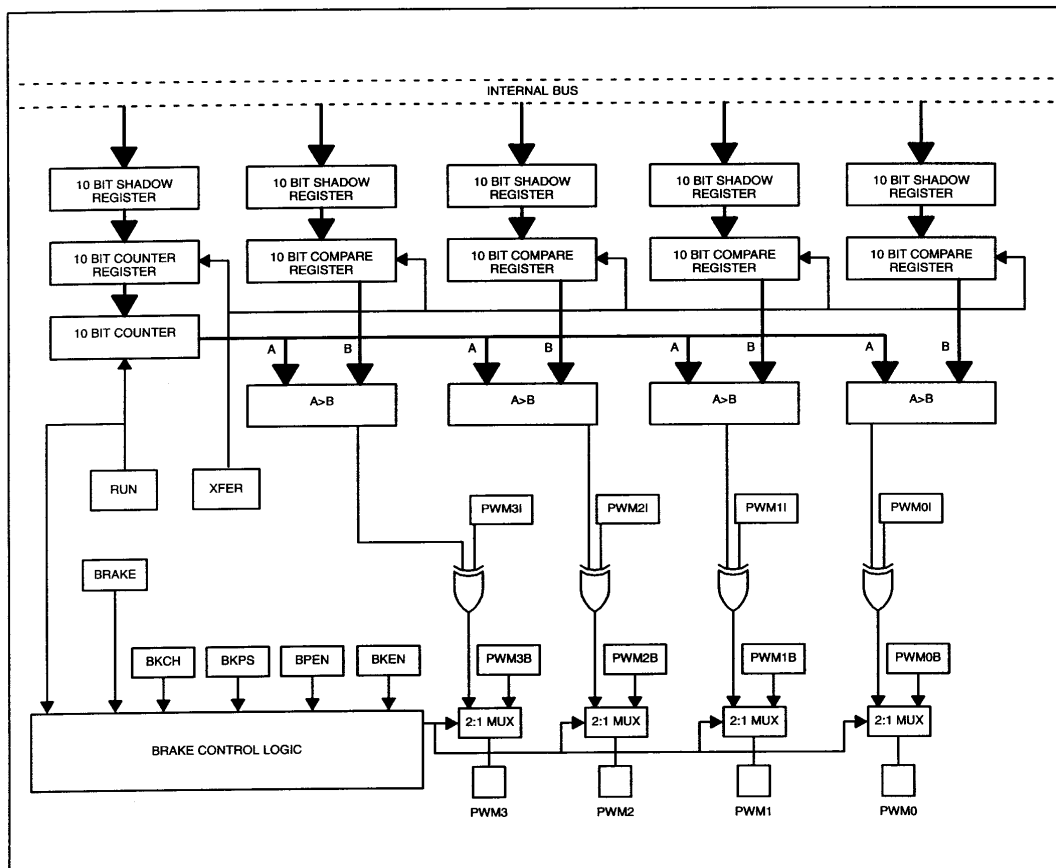 INTERNAL BUS
10 BIT SHADOW
REGISTER
10 BIT SHADOW
REGISTER
10 BIT SHADOW
REGISTER
10 BIT SHADOW
REGISTER
10 BIT SHADOW
REGISTER
10 BIT COUNTER
REGISTER
10 BIT COMPARE
REGISTER
10 BIT COMPARE
REGISTER
10 BIT COMPARE
REGISTER
10 BIT COMPARE
REGISTER
10 BIT COUNTER
A
B
A
B
A
B
A
B
A>B
A>B
A>B
A>B
RUN
XFER
PWM3I
PWM2I
PWM1I
PWM0I
BRAKE
BKCH
BKPS
BPEN
BKEN
PWM3B
PWM2B
PWM1B
PWM0B
BRAKE CONTROL LOGIC
2:1 MUX
2:1 MUX
2:1 MUX
2:1 MUX
PWM3
PWM2
PWM1
PWM0